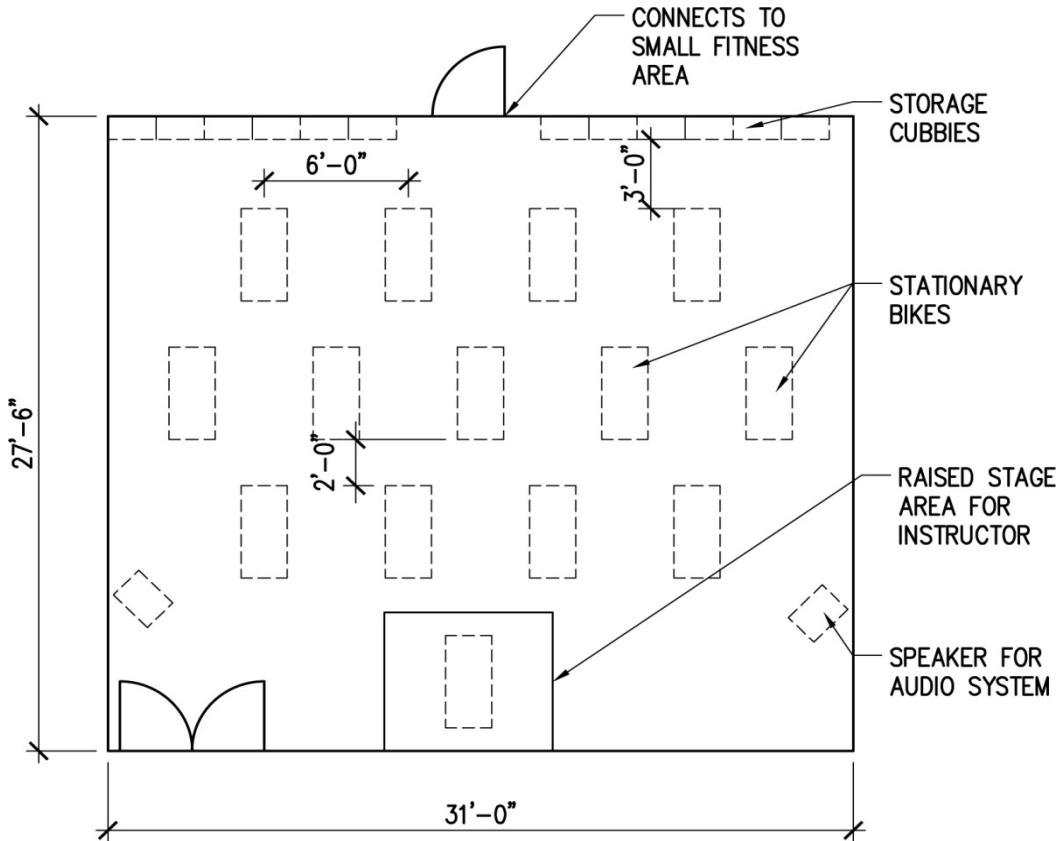 CONNECTS TO
SMALL FITNESS
AREA
STORAGE
CUBBIES
6'-0"
3'-0"
STATIONARY
BIKES
27'-6"
2'-0"
RAISED STAGE
AREA FOR
INSTRUCTOR
SPEAKER FOR
AUDIO SYSTEM
31'-0"